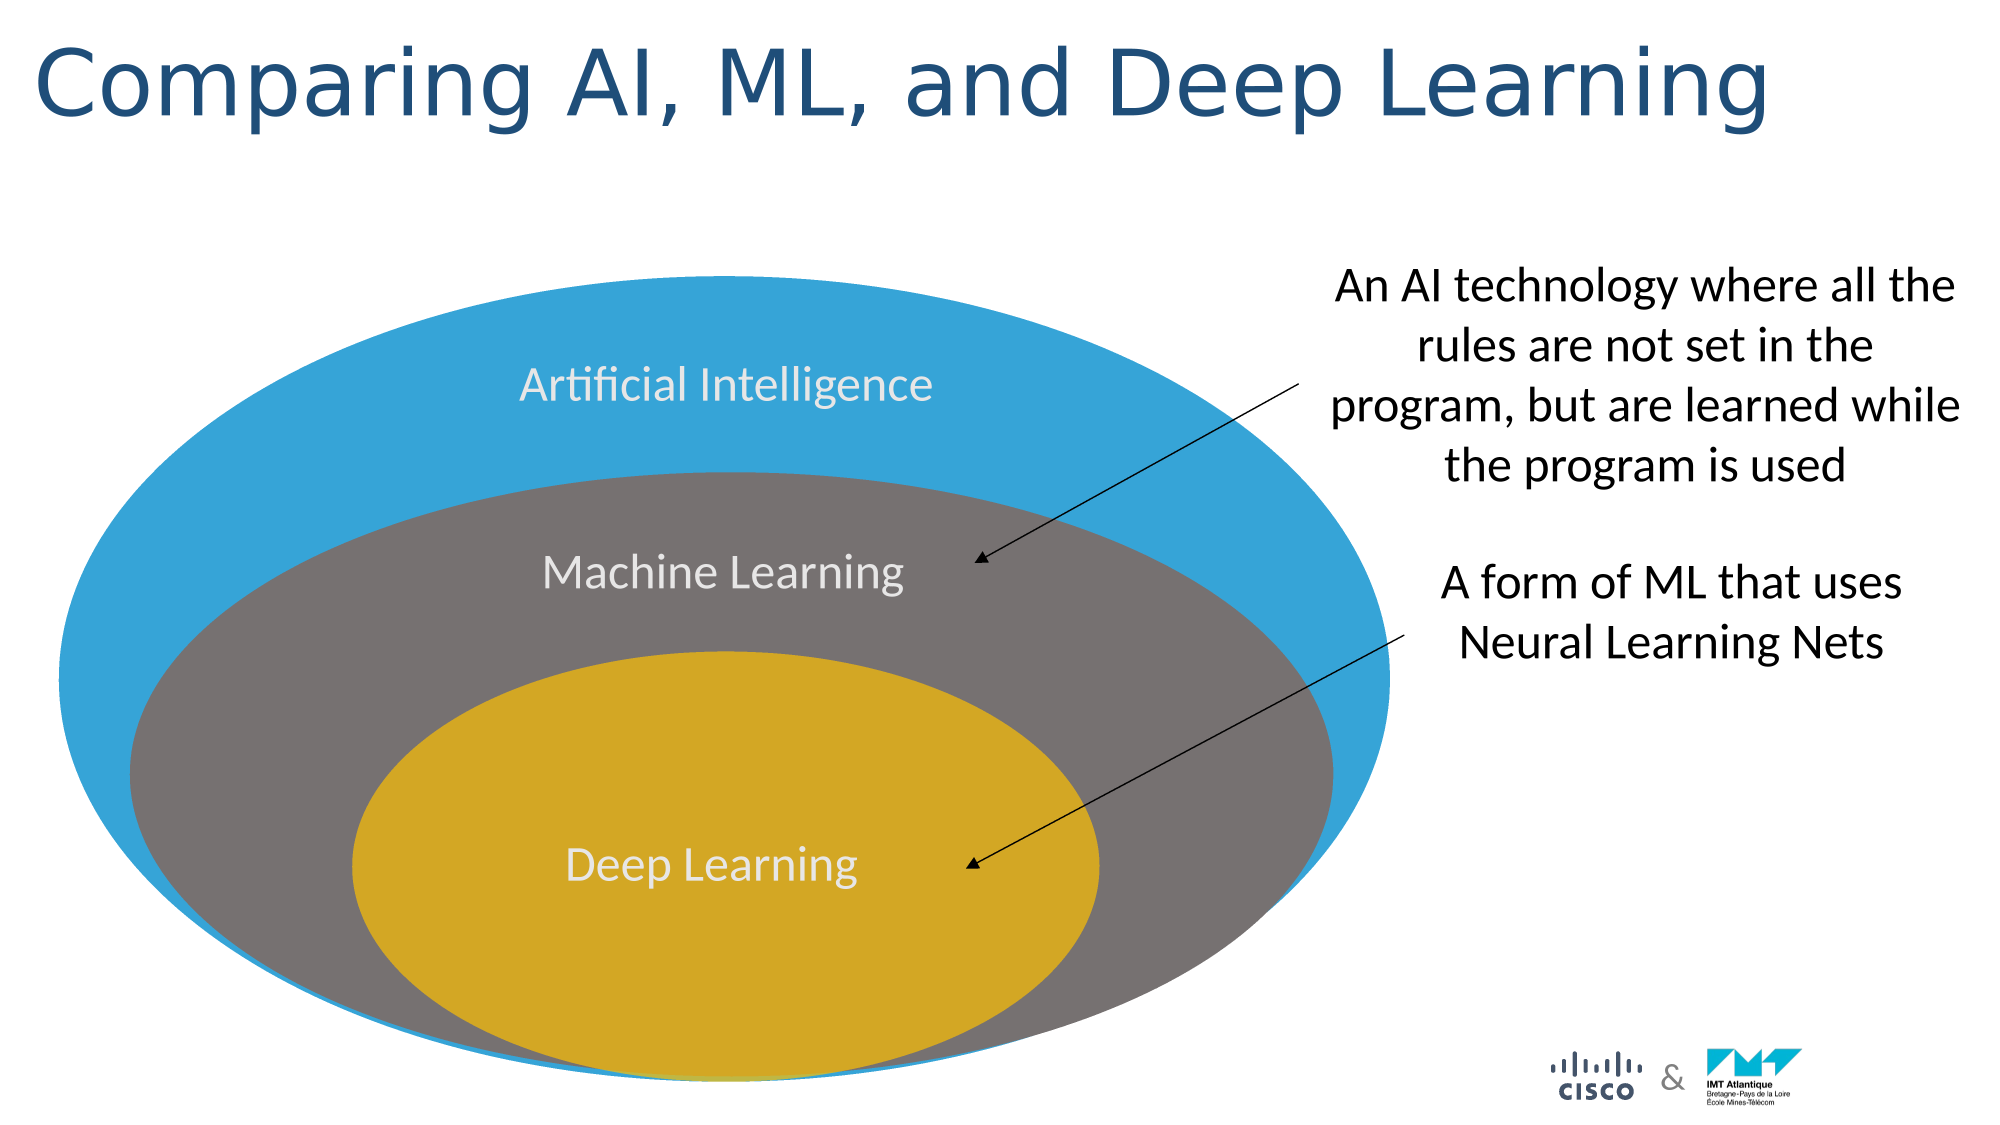 Comparing AI, ML, and Deep Learning
An AI technology where all the
rules are not set in the
program, but are learned while
the program is used
Artificial Intelligence
Machine Learning
A form of ML that uses
Neural Learning Nets
Deep Learning
CISCO
&
IMT Atlantique
Bretagne-Pays de la Loire
École Mines-Télécom